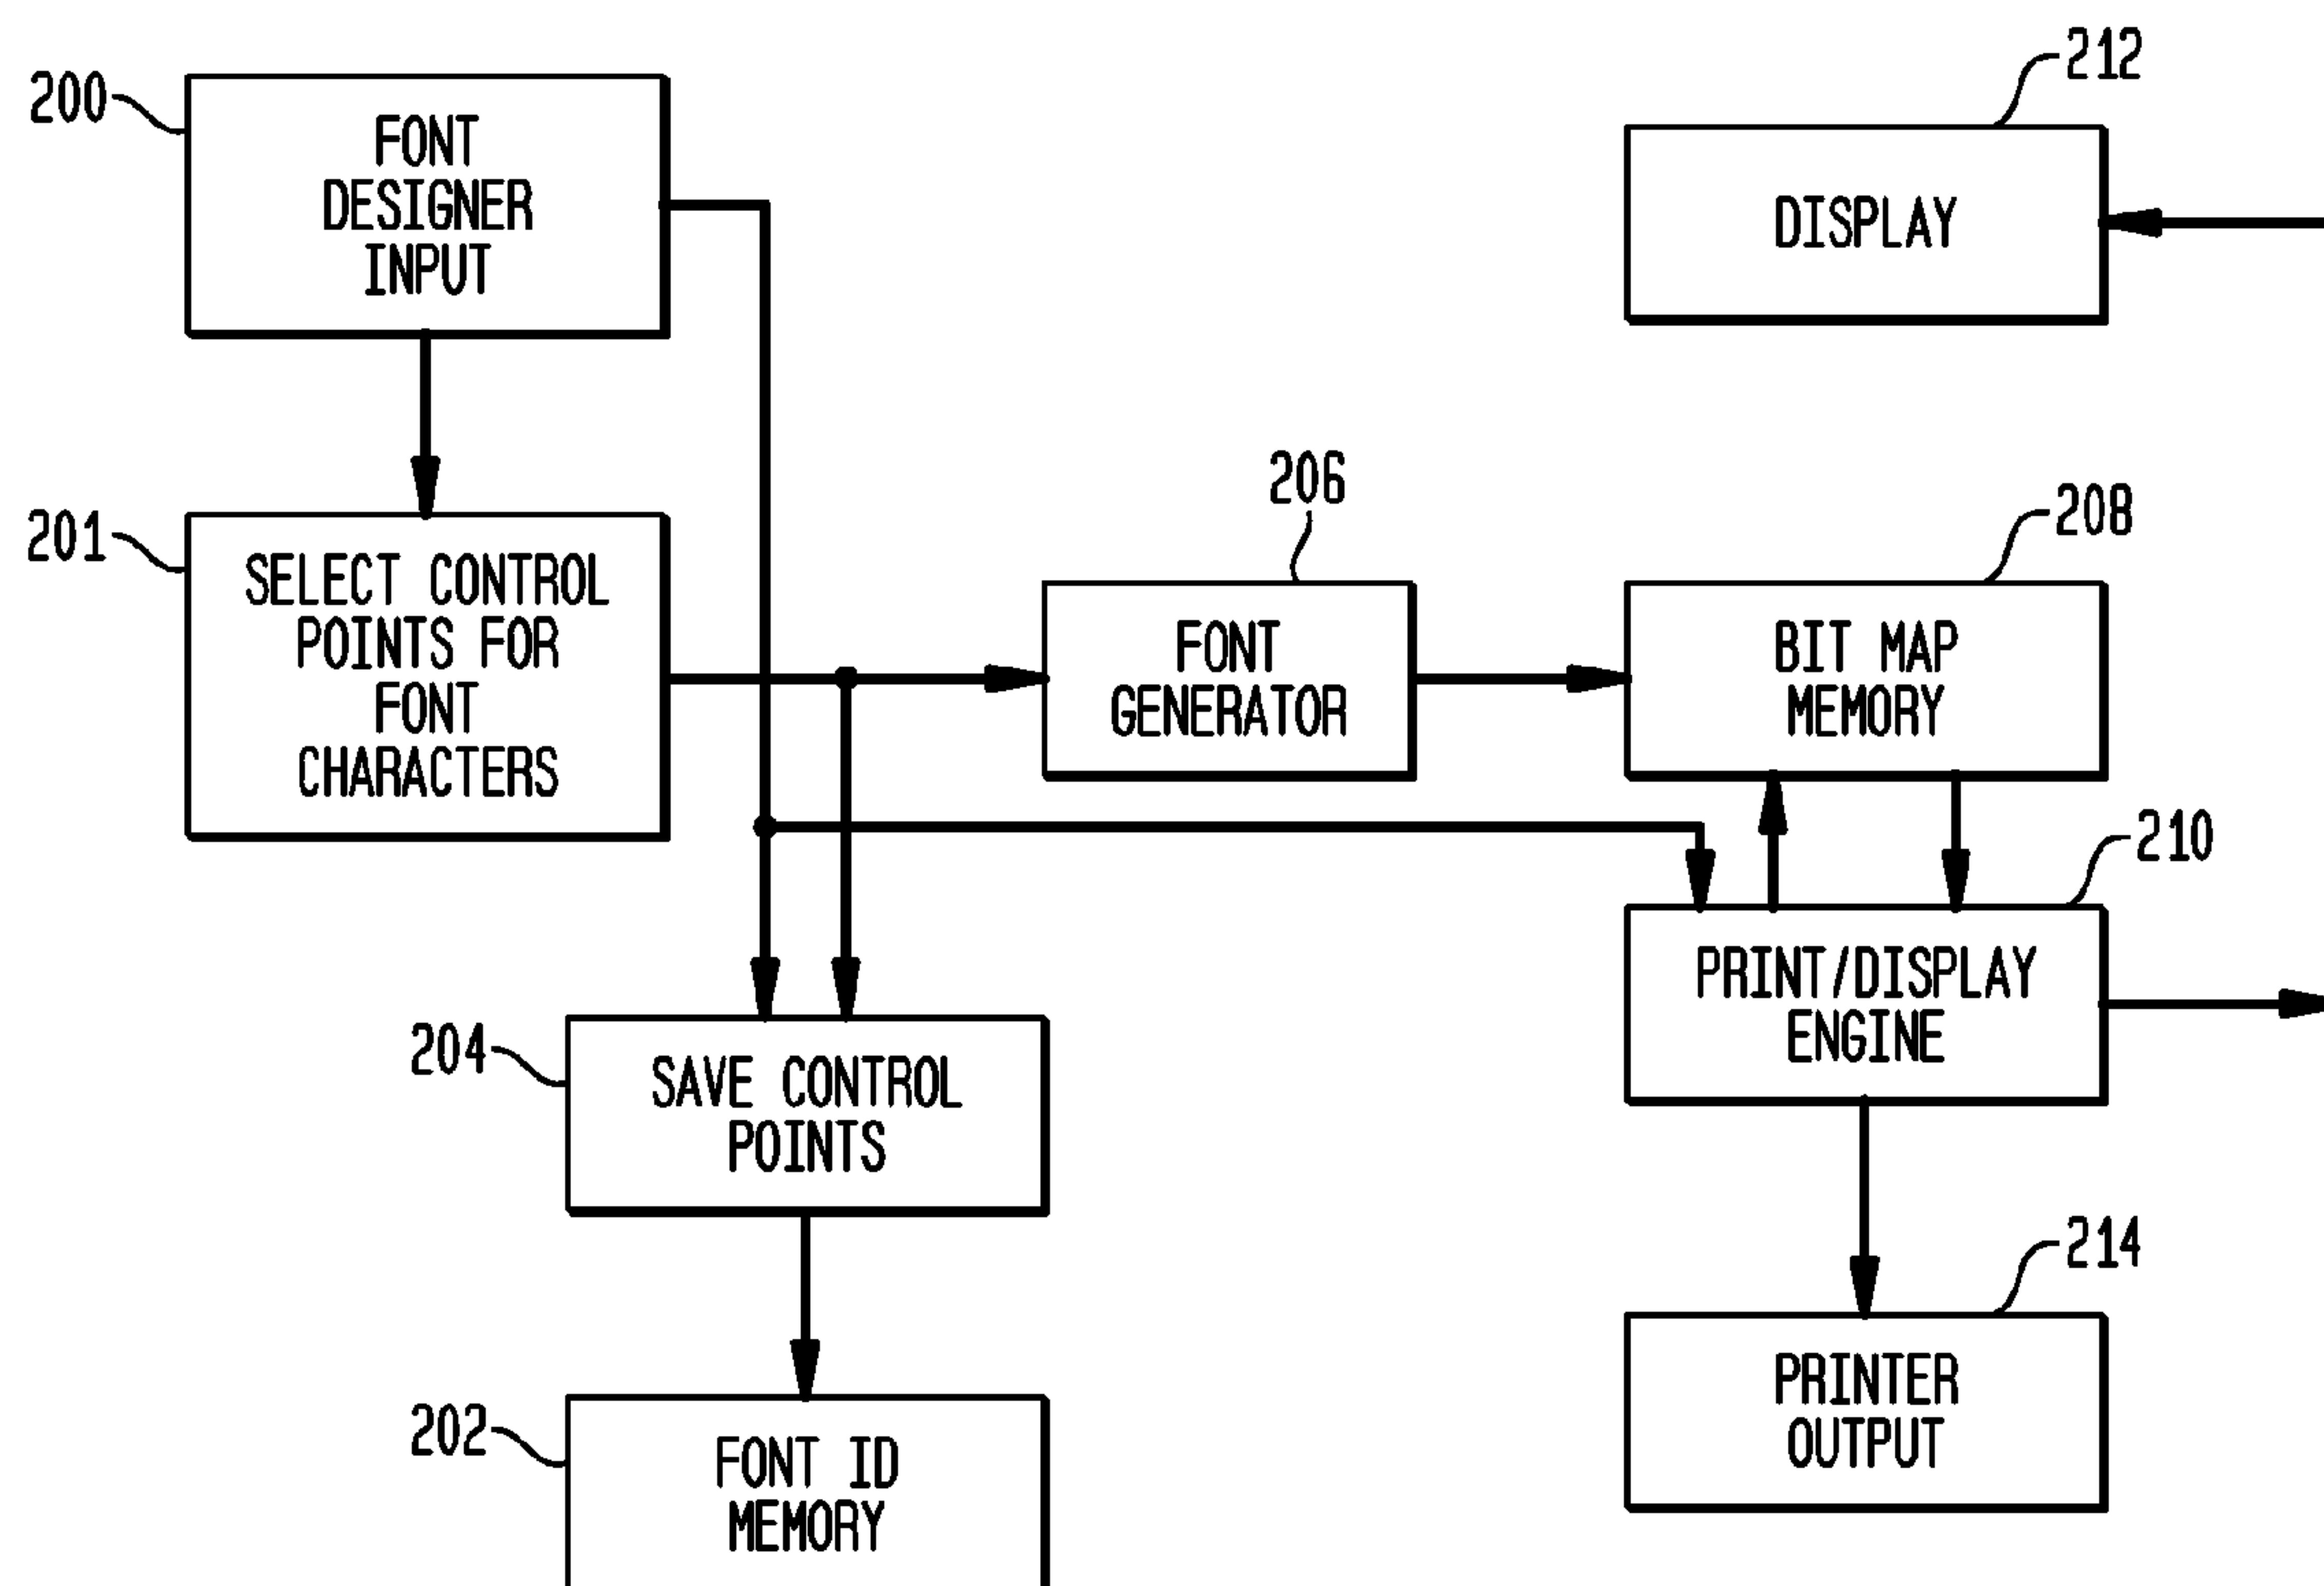 200
FONT
DESIGNER
INPUT
212
DISPLAY
201
SELECT CONTROL
POINTS FOR
FONT
CHARACTERS
206
FONT
GENERATOR
208
BIT MAP
MEMORY
210
PRINT/DISPLAY
ENGINE
204
SAVE CONTROL
POINTS
214
PRINTER
OUTPUT
202
FONT ID
MEMORY